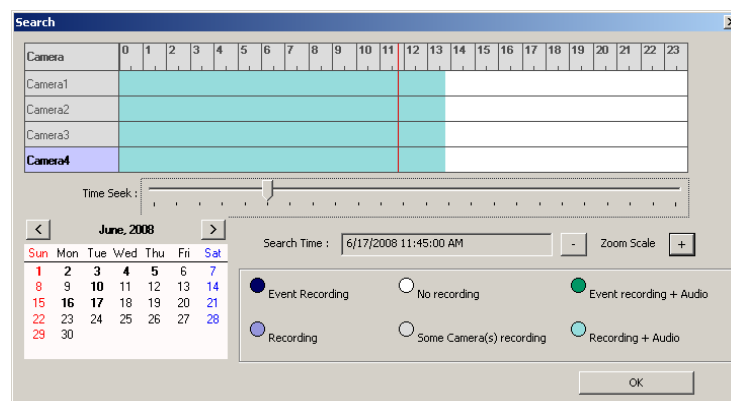 Search
Camera 0 1 2 3 4 5 6 7 8 9 10 11 12 13 14 15 16 17 18 19 20 21 22 23
Camera1
Camera2
Camera3
Camera4
Time Seek :
< June, 2008 >
Sun Mon Tue Wed Thu Fri Sat
1 2 3 4 5 6 7
8 9 10 11 12 13 14
15 16 17 18 19 20 21
22 23 24 25 26 27 28
29 30
Search Time : 6/17/2008 11:45:00 AM - Zoom Scale +
Event Recording No recording Event recording + Audio
Recording Some Camera(s) recording Recording + Audio
OK